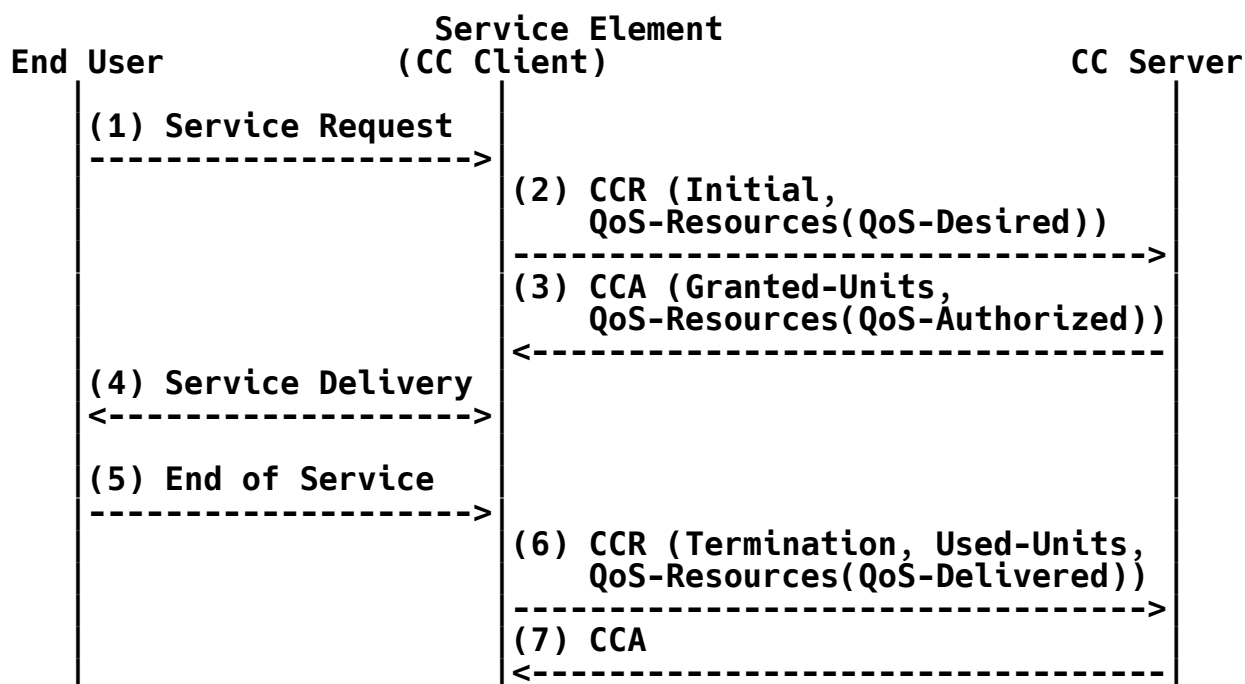 Service Element
End User (CC Client) CC Server
(1) Service Request
(2) CCR (Initial,
QoS-Resources(QoS-Desired))
(3) CCA (Granted-Units,
QoS-Resources(QoS-Authorized))
(4) Service Delivery
(5) End of Service
(6) CCR (Termination, Used-Units,
QoS-Resources(QoS-Delivered))
(7) CCA